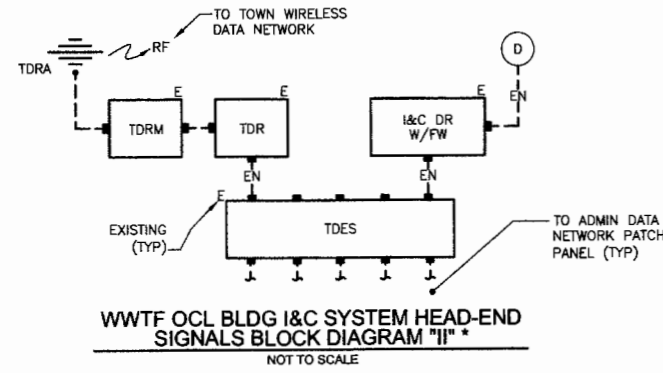 TO TOWN WIRELESS
DATA NETWORK
RF
TDRA
D
E
E
E
TDRM
TDR
I&C DR
W/FW
EN
EN
EN
E
EXISTING
(TYP)
TDES
TO ADMIN DATA
NETWORK PATCH
PANEL (TYP)
WWTF OCL BLDG I&C SYSTEM HEAD-END
SIGNALS BLOCK DIAGRAM "II" *
NOT TO SCALE